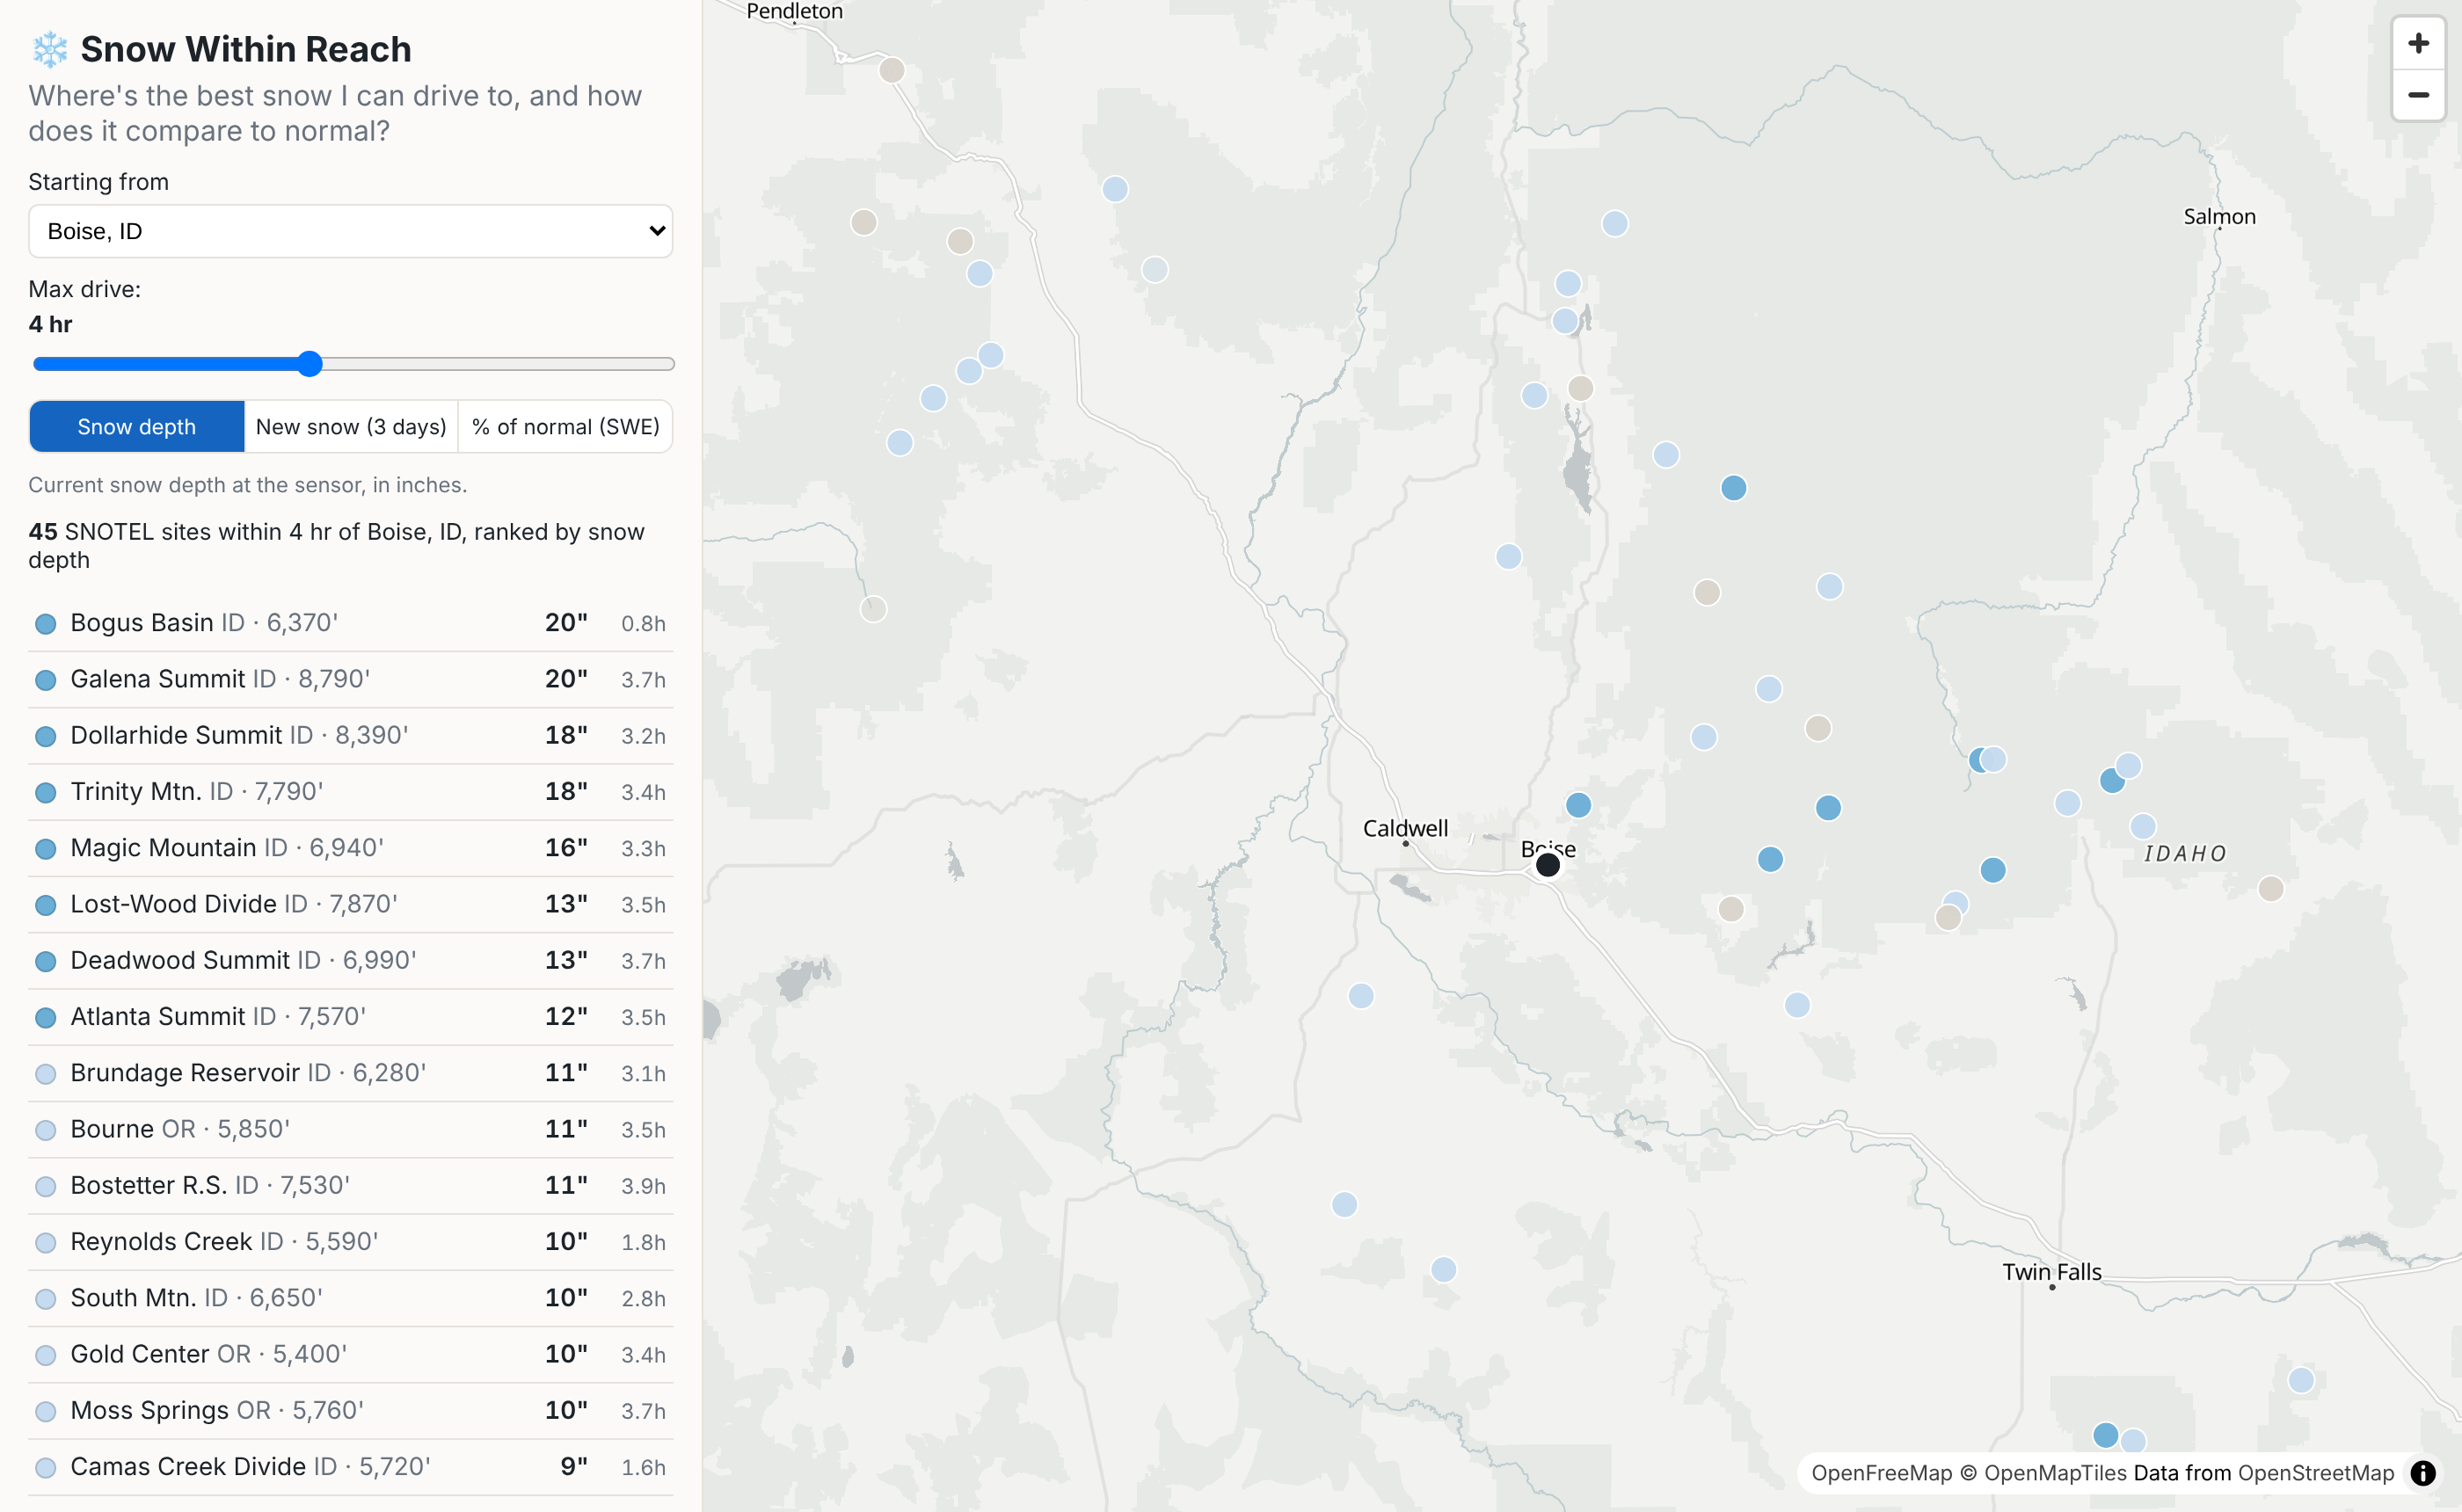 ❄️ Snow Within Reach
Where's the best snow I can drive to, and how
does it compare to normal?
Starting from
Boise, ID
Max drive:
4 hr
Snow depth
New snow (3 days)
% of normal (SWE)
Current snow depth at the sensor, in inches.
45 SNOTEL sites within 4 hr of Boise, ID, ranked by snow
depth
Bogus Basin ID · 6,370' 20" 0.8h
Galena Summit ID · 8,790' 20" 3.7h
Dollarhide Summit ID · 8,390' 18" 3.2h
Trinity Mtn. ID · 7,790' 18" 3.4h
Magic Mountain ID · 6,940' 16" 3.3h
Lost-Wood Divide ID · 7,870' 13" 3.5h
Deadwood Summit ID · 6,990' 13" 3.7h
Atlanta Summit ID · 7,570' 12" 3.5h
Brundage Reservoir ID · 6,280' 11" 3.1h
Bourne OR · 5,850' 11" 3.5h
Bostetter R.S. ID · 7,530' 11" 3.9h
Reynolds Creek ID · 5,590' 10" 1.8h
South Mtn. ID · 6,650' 10" 2.8h
Gold Center OR · 5,400' 10" 3.4h
Moss Springs OR · 5,760' 10" 3.7h
Camas Creek Divide ID · 5,720' 9" 1.6h
Pendleton
+
−
Salmon
Caldwell
Boise
IDAHO
Twin Falls
OpenFreeMap © OpenMapTiles Data from OpenStreetMap